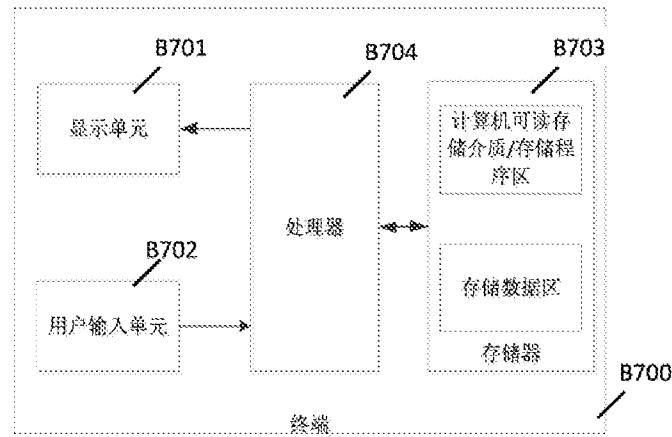 B701
B704
B703
显示单元
计算机可读存
储介质/存储程
序区
处理器
B702
存储数据区
用户输入单元
存储器
B700
终端